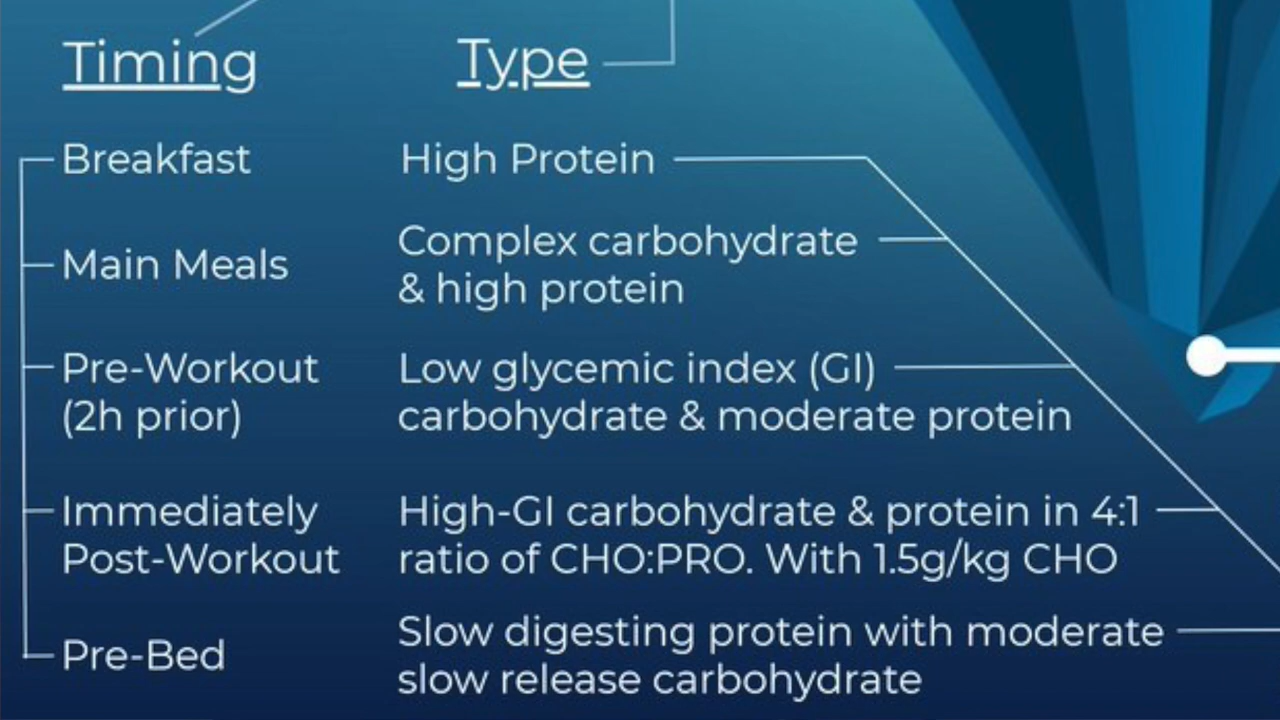 Timing Type
Breakfast High Protein
Main Meals Complex carbohydrate
& high protein
Pre-Workout Low glycemic index (GI)
(2h prior) carbohydrate & moderate protein
Immediately High-GI carbohydrate & protein in 4:1
Post-Workout ratio of CHO:PRO. With 1.5g/kg CHO
Pre-Bed Slow digesting protein with moderate
slow release carbohydrate